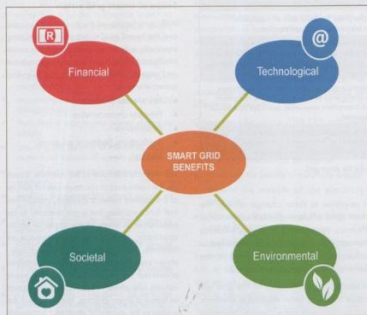 R
@
Financial
Technological
SMART GRID
BENEFITS
Societal
Environmental